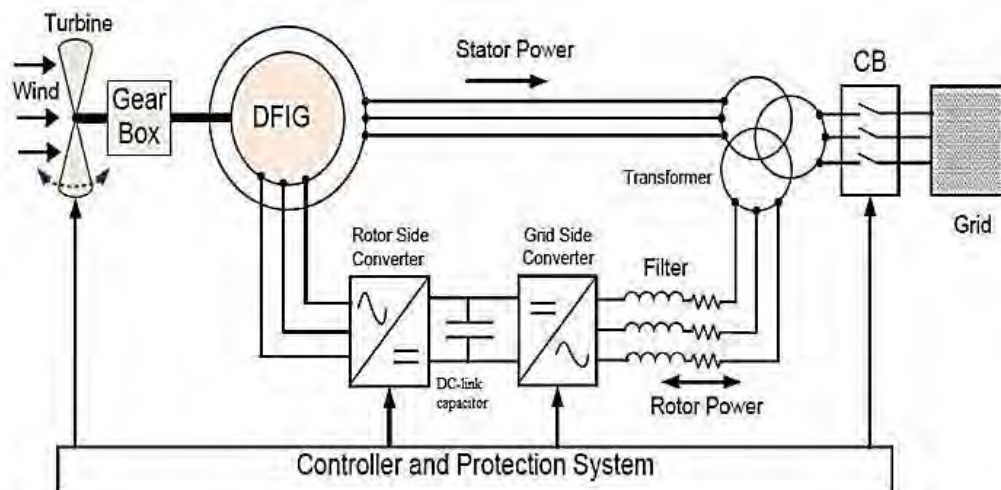 Turbine
Wind
Gear
Box
DFIG
Stator Power
CB
Transformer
Grid
Rotor Side
Converter
Grid Side
Converter
Filter
DC-link
capacitor
Rotor Power
Controller and Protection System